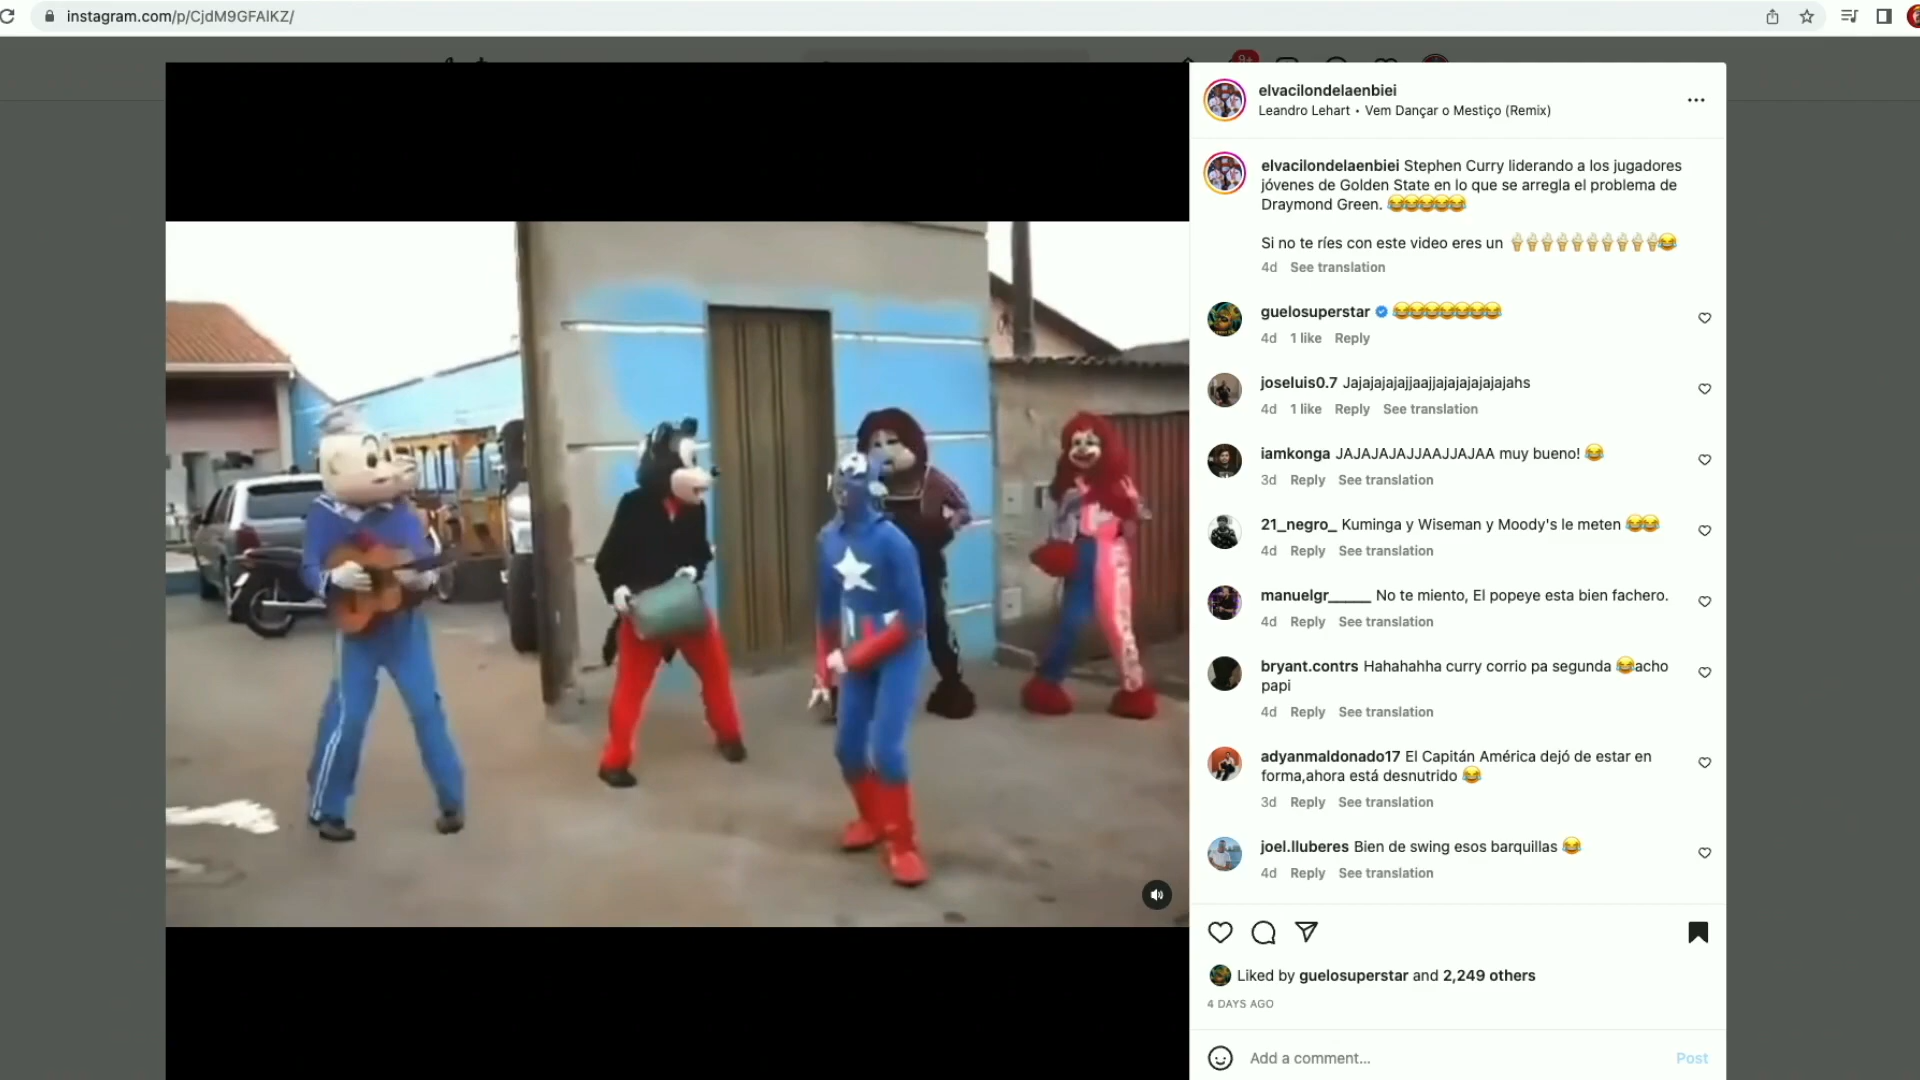 instagram.com/p/CjdM9GFAlKZ/
9+
elvacilondelaenbiei
Leandro Lehart • Vem Dançar o Mestiço (Remix)
elvacilondelaenbiei Stephen Curry liderando a los jugadores
jóvenes de Golden State en lo que se arregla el problema de
Draymond Green. 😂😂😂😂😂
Si no te ríes con este video eres un 🍦🍦🍦🍦🍦🍦🍦🍦🍦🍦😂
4d See translation
guelosuperstar 😂😂😂😂😂😂😂
4d 1 like Reply
joseluis0.7 Jajajajajajjaajjajajajajajajahs
4d 1 like Reply See translation
iamkonga JAJAJAJAJJAAJJAJAA muy bueno! 😂
3d Reply See translation
21_negro_ Kuminga y Wiseman y Moody's le meten 😂😂
4d Reply See translation
manuelgr______ No te miento, El popeye esta bien fachero.
4d Reply See translation
bryant.contrs Hahahahha curry corrio pa segunda 😂acho
papi
4d Reply See translation
adyanmaldonado17 El Capitán América dejó de estar en
forma,ahora está desnutrido 😂
3d Reply See translation
joel.lluberes Bien de swing esos barquillas 😂
4d Reply See translation
Liked by guelosuperstar and 2,249 others
4 DAYS AGO
Add a comment...
Post